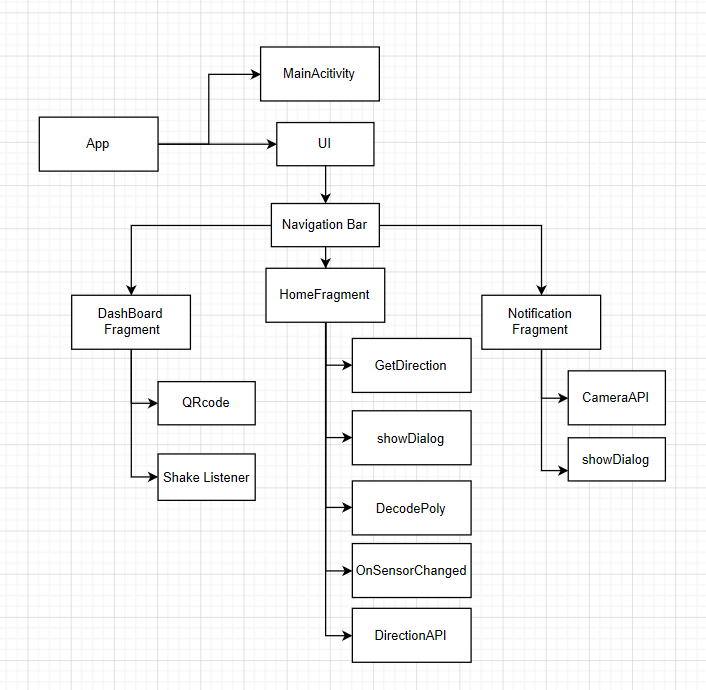 MainAcitivity
App
UI
Navigation Bar
DashBoard
Fragment
HomeFragment
Notification
Fragment
GetDirection
QRcode
CameraAPI
showDialog
showDialog
Shake Listener
DecodePoly
OnSensorChanged
DirectionAPI